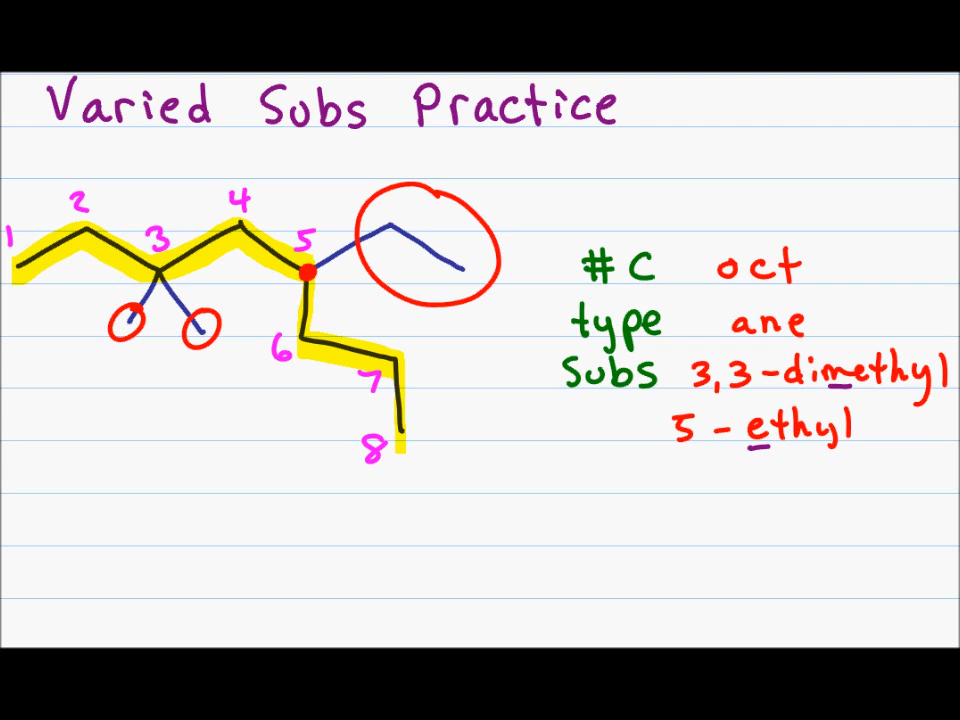 Varied Subs Practice
1 2 3 4 5
6 7
8
#C oct
type ane
Subs 3,3-dimethyl
5-ethyl